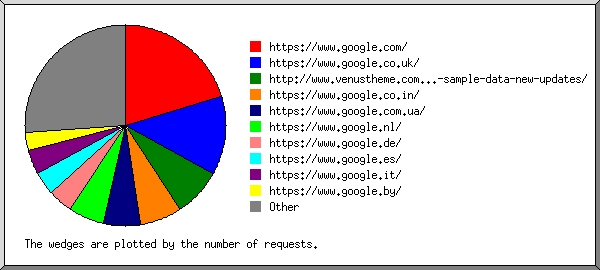 https://www.google.com/
https://www.google.co.uk/
http://www.venustheme.com...-sample-data-new-updates/
https://www.google.co.in/
https://www.google.com.ua/
https://www.google.nl/
https://www.google.de/
https://www.google.es/
https://www.google.it/
https://www.google.by/
Other
The wedges are plotted by the number of requests.